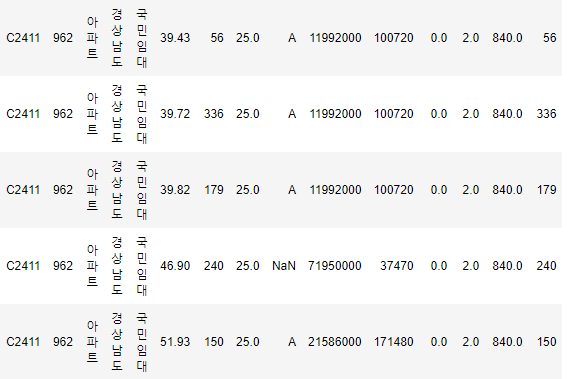 C2411 962 아파트 경상남도 국민임대 39.43 56 25.0 A 11992000 100720 0.0 2.0 840.0 56
C2411 962 아파트 경상남도 국민임대 39.72 336 25.0 A 11992000 100720 0.0 2.0 840.0 336
C2411 962 아파트 경상남도 국민임대 39.82 179 25.0 A 11992000 100720 0.0 2.0 840.0 179
C2411 962 아파트 경상남도 국민임대 46.90 240 25.0 NaN 71950000 37470 0.0 2.0 840.0 240
C2411 962 아파트 경상남도 국민임대 51.93 150 25.0 A 21586000 171480 0.0 2.0 840.0 150